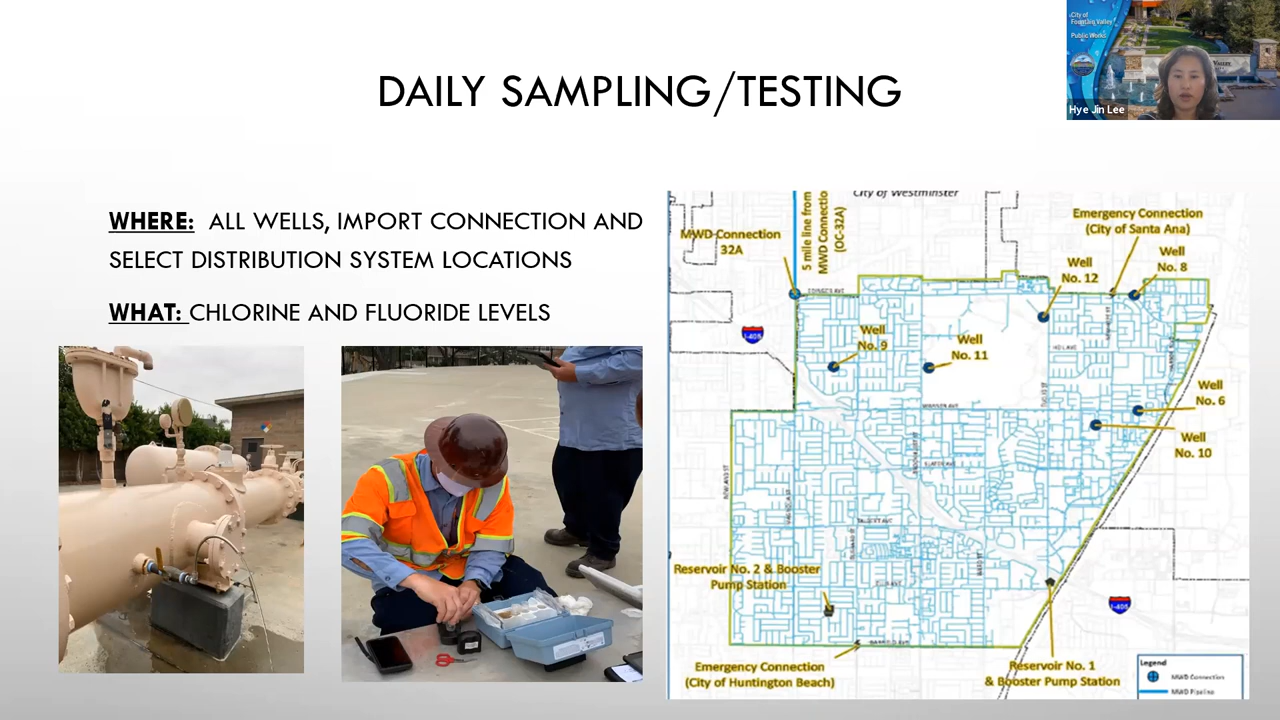 DAILY SAMPLING/TESTING
City of
Fountain Valley
Public Works
Hye Jin Lee
WHERE: ALL WELLS, IMPORT CONNECTION AND
SELECT DISTRIBUTION SYSTEM LOCATIONS
WHAT: CHLORINE AND FLUORIDE LEVELS
City of Westminster
MWD Connection
32A
5 mile line from
MWD Connectio
(OC-32A)
Emergency Connection
(City of Santa Ana)
Well
No. 8
Well
No. 12
Well
No. 9
Well
No. 11
Well
No. 6
Well
No. 10
I-405
Reservoir No. 2 & Booster
Pump Station
I-405
Emergency Connection
(City of Huntington Beach)
Reservoir No. 1
& Booster Pump Station
Legend
MWD Connection
MWD Pipeline